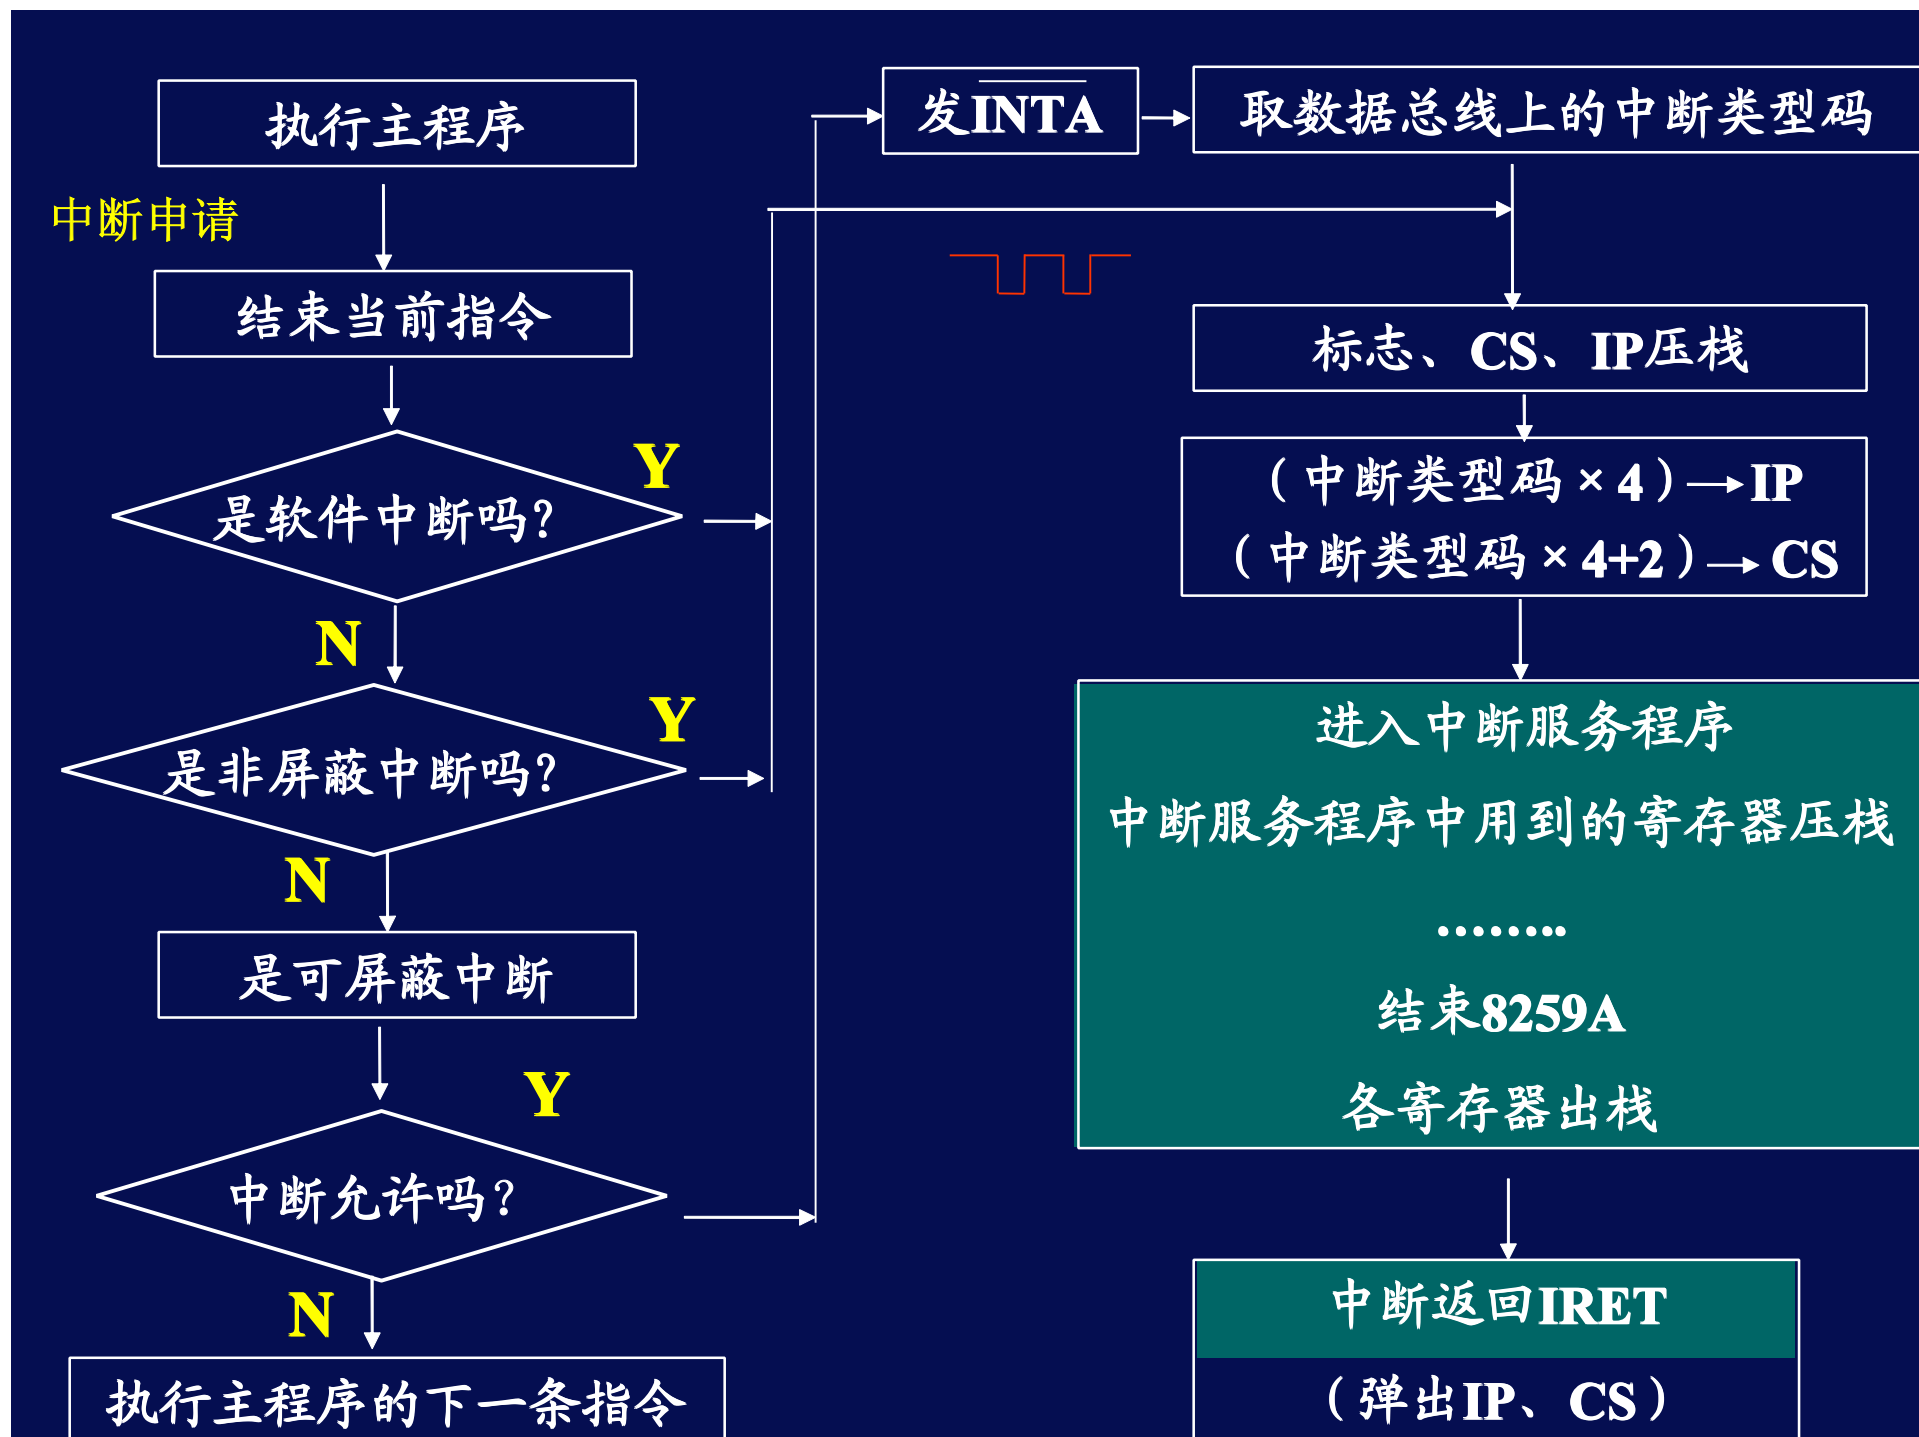 执行主程序
中断申请
结束当前指令
是软件中断吗?
Y
N
是非屏蔽中断吗?
Y
N
是可屏蔽中断
Y
中断允许吗?
N
执行主程序的下一条指令
发INTA
取数据总线上的中断类型码
标志、CS、IP压栈
(中断类型码×4)→IP
(中断类型码×4+2)→CS
进入中断服务程序
中断服务程序中用到的寄存器压栈
........
结束8259A
各寄存器出栈
中断返回IRET
(弹出IP、CS)